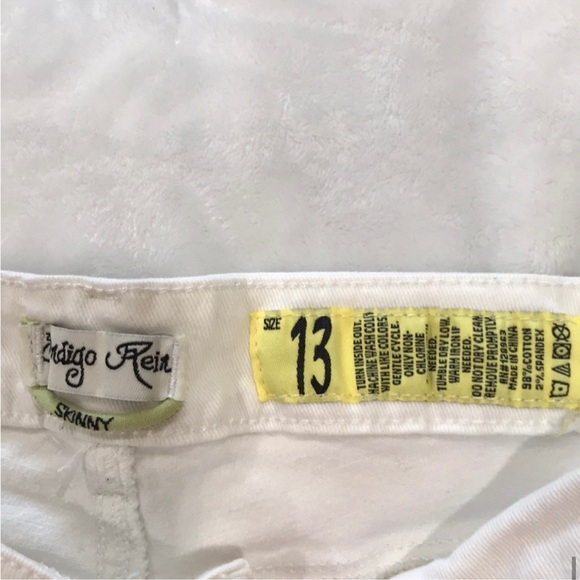 Indigo Rein
SKINNY
SIZE
13
TURN INSIDE OUT.
MACHINE WASH COLD
WITH LIKE COLORS.
GENTLE CYCLE.
ONLY NON-
CHLORINE
NEEDED.
TUMBLE DRY LOW.
WARM IRON IF
NEEDED.
DO NOT DRY CLEAN.
REMOVE PROMPTLY
MADE IN CHINA
98% COTTON
2% SPANDEX